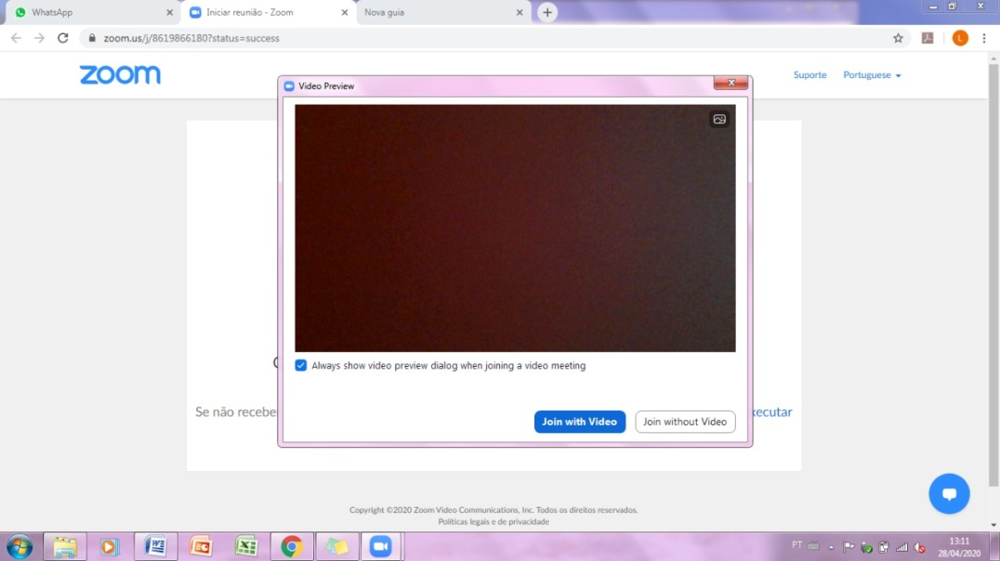 WhatsApp
Iniciar reunião - Zoom
Nova guia
zoom.us/j/8619866180?status=success
L
zoom
Suporte
Portuguese
Video Preview
Always show video preview dialog when joining a video meeting
Se não recebe
xecutar
Join with Video
Join without Video
Copyright ©2020 Zoom Video Communications, Inc. Todos os direitos reservados.
Políticas legais e de privacidade
PT
13:11
28/04/2020